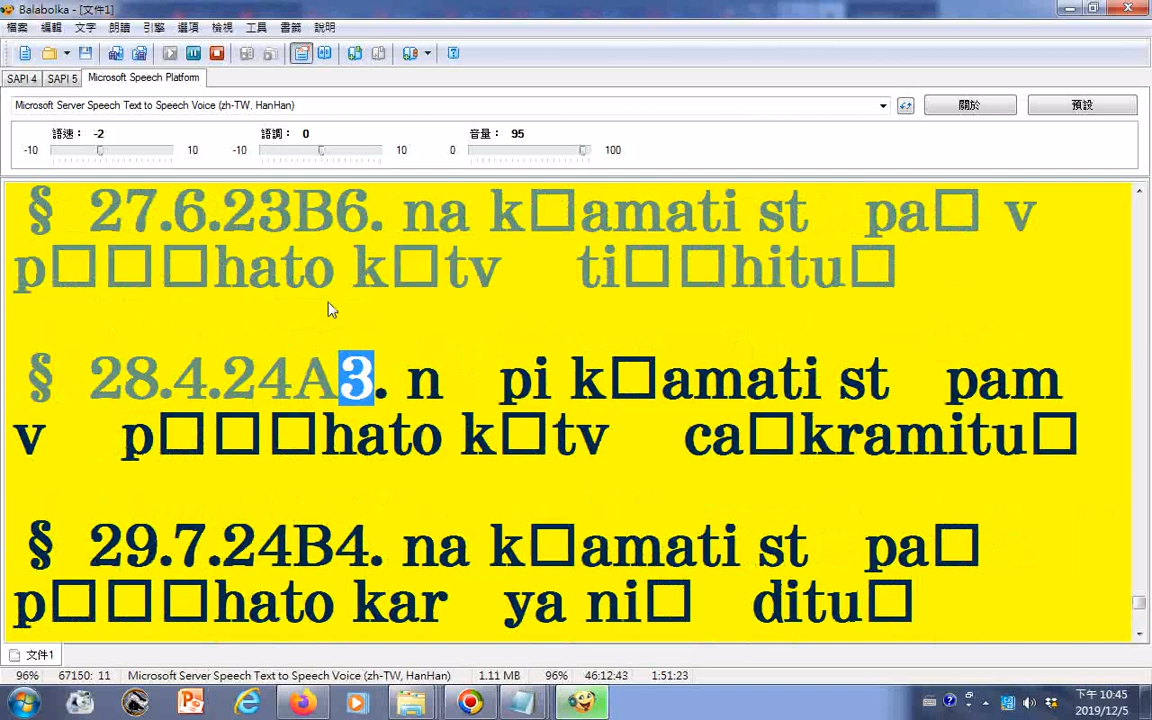 Balabolka - [文件1]
檔案 編輯 文字 朗讀 引擎 選項 檢視 工具 書籤 說明
SAPI 4 SAPI 5 Microsoft Speech Platform
Microsoft Server Speech Text to Speech Voice (zh-TW, HanHan) 關於 預設
語速： -2 語調： 0 音量： 95
-10 10 -10 10 0 100
§ 27.6.23B6. na k□amati st pa□ v
p□□□hato k□tv ti□□hitu□
§ 28.4.24A3. n pi k□amati st pam
v p□□□hato k□tv ca□kramitu□
§ 29.7.24B4. na k□amati st pa□
p□□□hato kar ya ni□ ditu□
文件1
96% 67150: 11 Microsoft Server Speech Text to Speech Voice (zh-TW, HanHan) 1.11 MB 96% 46:12:43 1:51:23
下午 10:45
2019/12/5